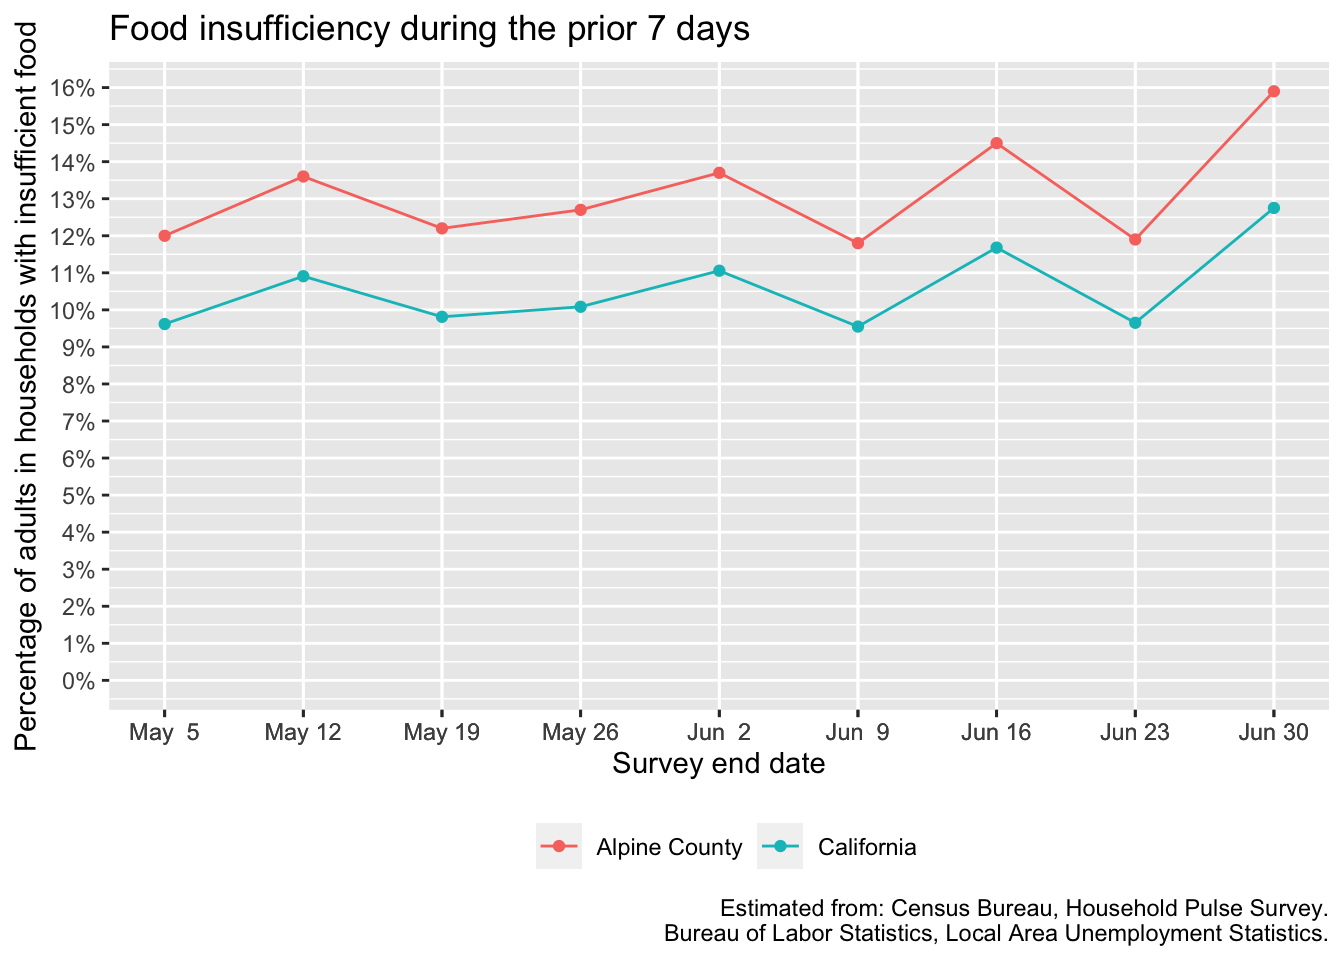 Food insufficiency during the prior 7 days
Percentage of adults in households with insufficient food
16%
15%
14%
13%
12%
11%
10%
9%
8%
7%
6%
5%
4%
3%
2%
1%
0%
May  5 May 12 May 19 May 26 Jun  2 Jun  9 Jun 16 Jun 23 Jun 30
Survey end date
Alpine County California
Estimated from: Census Bureau, Household Pulse Survey.
Bureau of Labor Statistics, Local Area Unemployment Statistics.